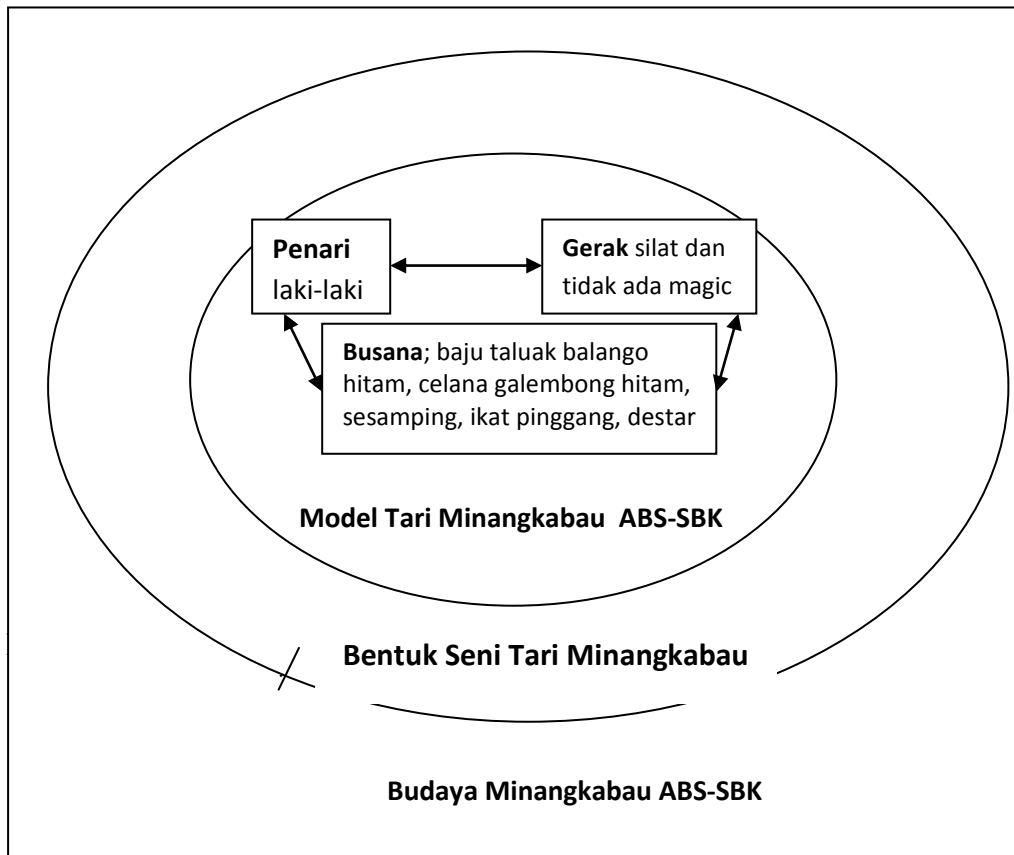 Penari
laki-laki
Gerak silat dan
tidak ada magic
Busana; baju taluak balango
hitam, celana galembong hitam,
sesamping, ikat pinggang, destar
Model Tari Minangkabau ABS-SBK
Bentuk Seni Tari Minangkabau
Budaya Minangkabau ABS-SBK